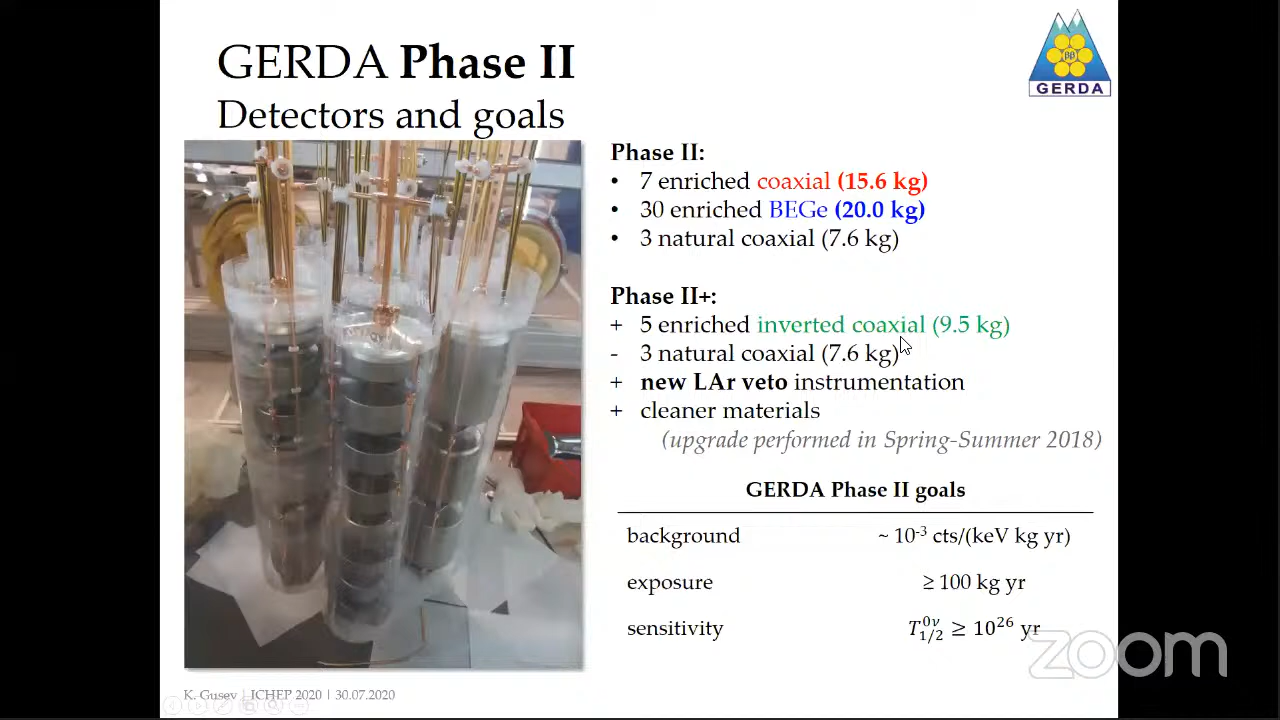 GERDA Phase II
Detectors and goals
ββ
GERDA
Phase II:
• 7 enriched coaxial (15.6 kg)
• 30 enriched BEGe (20.0 kg)
• 3 natural coaxial (7.6 kg)
Phase II+:
+ 5 enriched inverted coaxial (9.5 kg)
- 3 natural coaxial (7.6 kg)
+ new LAr veto instrumentation
+ cleaner materials
(upgrade performed in Spring-Summer 2018)
GERDA Phase II goals
background ~ 10⁻³ cts/(keV kg yr)
exposure ≥ 100 kg yr
sensitivity T₁/₂⁰ᵛ ≥ 10²⁶ yr
zoom
K. Gusev | ICHEP 2020 | 30.07.2020